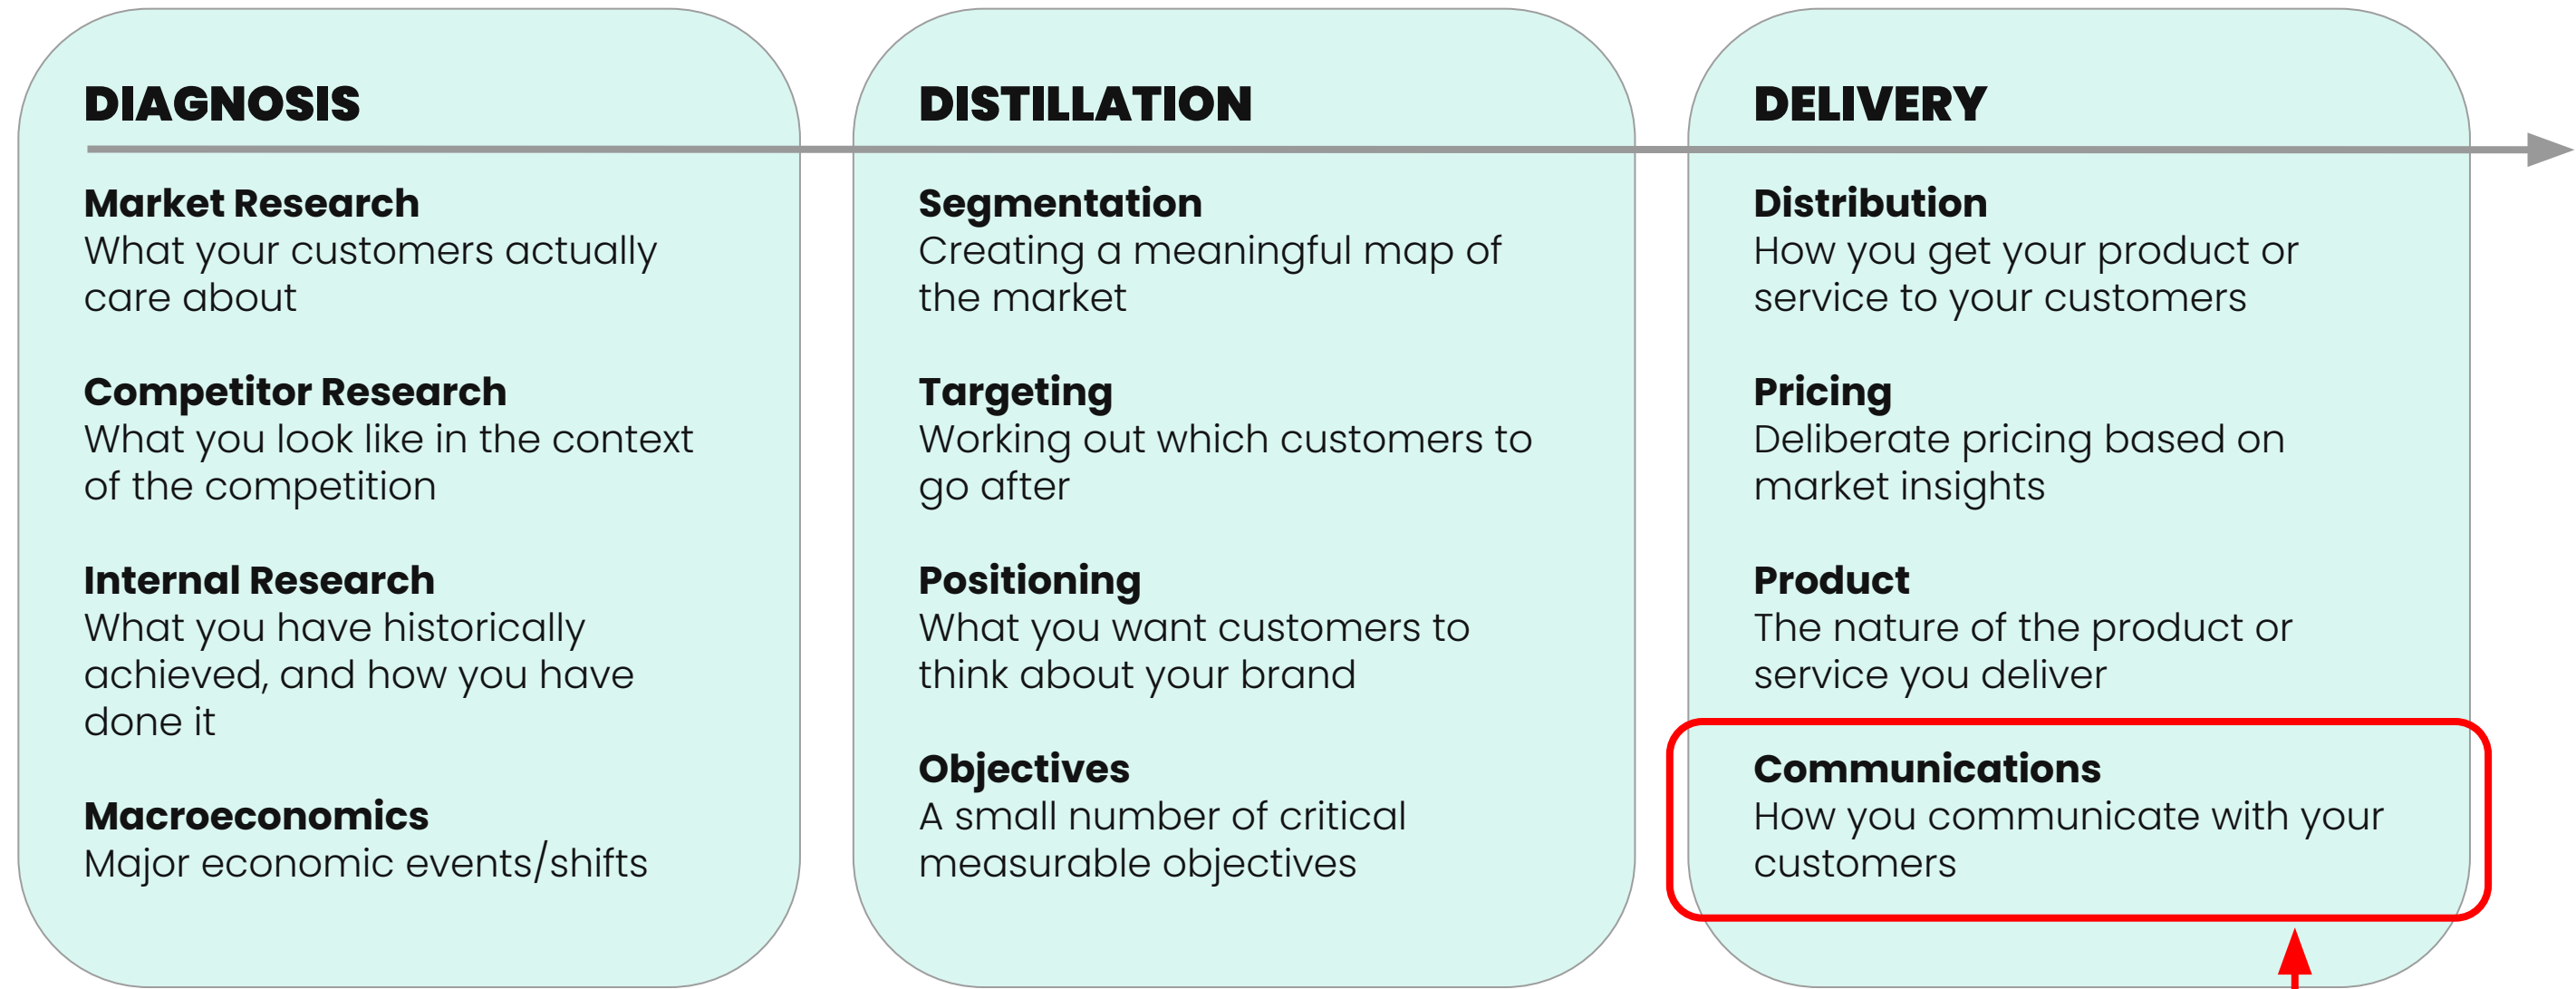 DIAGNOSIS
Market Research
What your customers actually
care about
Competitor Research
What you look like in the context
of the competition
Internal Research
What you have historically
achieved, and how you have
done it
Macroeconomics
Major economic events/shifts
DISTILLATION
Segmentation
Creating a meaningful map of
the market
Targeting
Working out which customers to
go after
Positioning
What you want customers to
think about your brand
Objectives
A small number of critical
measurable objectives
DELIVERY
Distribution
How you get your product or
service to your customers
Pricing
Deliberate pricing based on
market insights
Product
The nature of the product or
service you deliver
Communications
How you communicate with your
customers